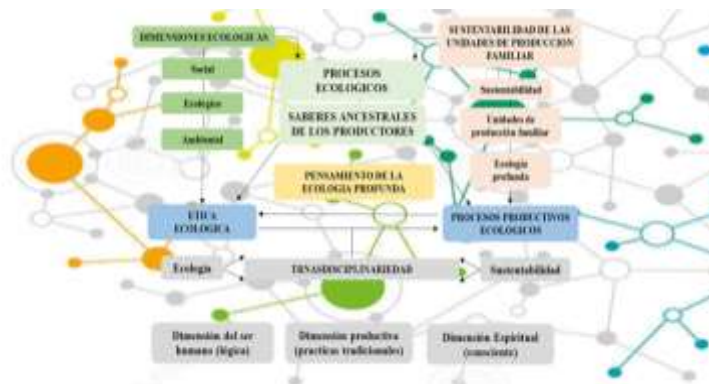 DIMENSIONES ECOLOGICAS
Social
Ecológico
Ambiental
PROCESOS
ECOLOGICOS
SABERES ANCESTRALES
DE LOS PRODUCTORES
SUSTENTABILIDAD DE LAS
UNIDADES DE PRODUCCION
FAMILIAR
Sustentabilidad
Unidades de
producción familiar
Ecología
profunda
PENSAMIENTO DE LA
ECOLOGIA PROFUNDA
ETICA
ECOLOGICA
PROCESOS PRODUCTIVOS
ECOLOGICOS
Ecología
TRNASDISCIPLINARIEDAD
Sustentabilidad
Dimensión del ser
humano (lógica)
Dimensión productiva
(practicas tradicionales)
Dimensión Espiritual
(consciente)